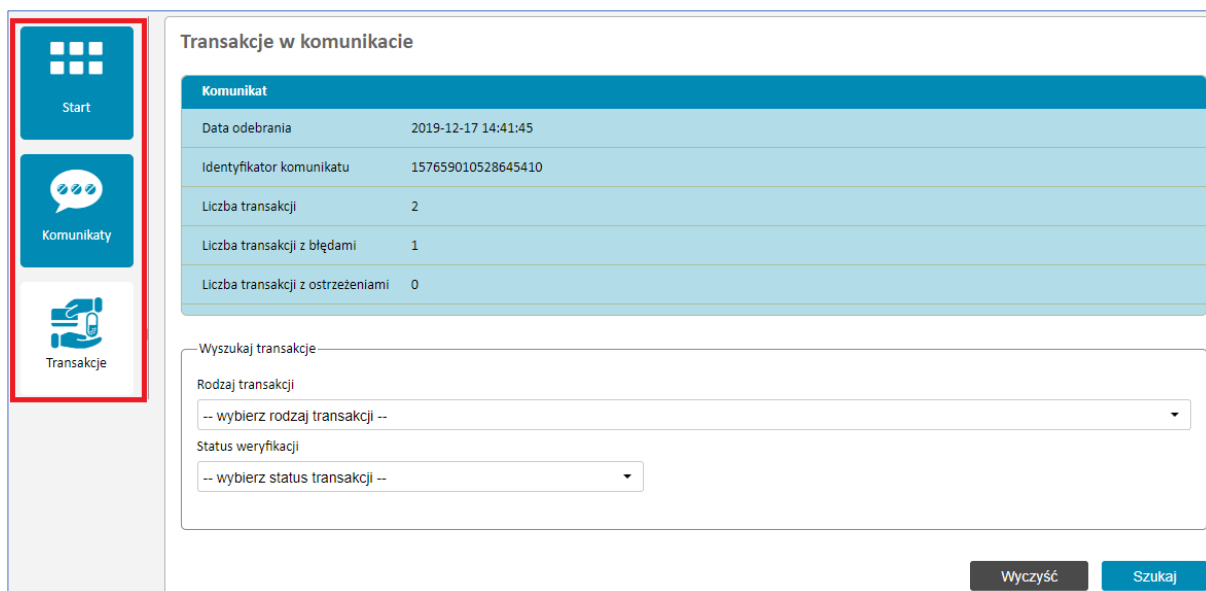 Start
Komunikaty
Transakcje
Transakcje w komunikacie
Komunikat
Data odebrania 2019-12-17 14:41:45
Identyfikator komunikatu 157659010528645410
Liczba transakcji 2
Liczba transakcji z błędami 1
Liczba transakcji z ostrzeżeniami 0
Wyszukaj transakcje
Rodzaj transakcji
-- wybierz rodzaj transakcji --
Status weryfikacji
-- wybierz status transakcji --
Wyczyść Szukaj